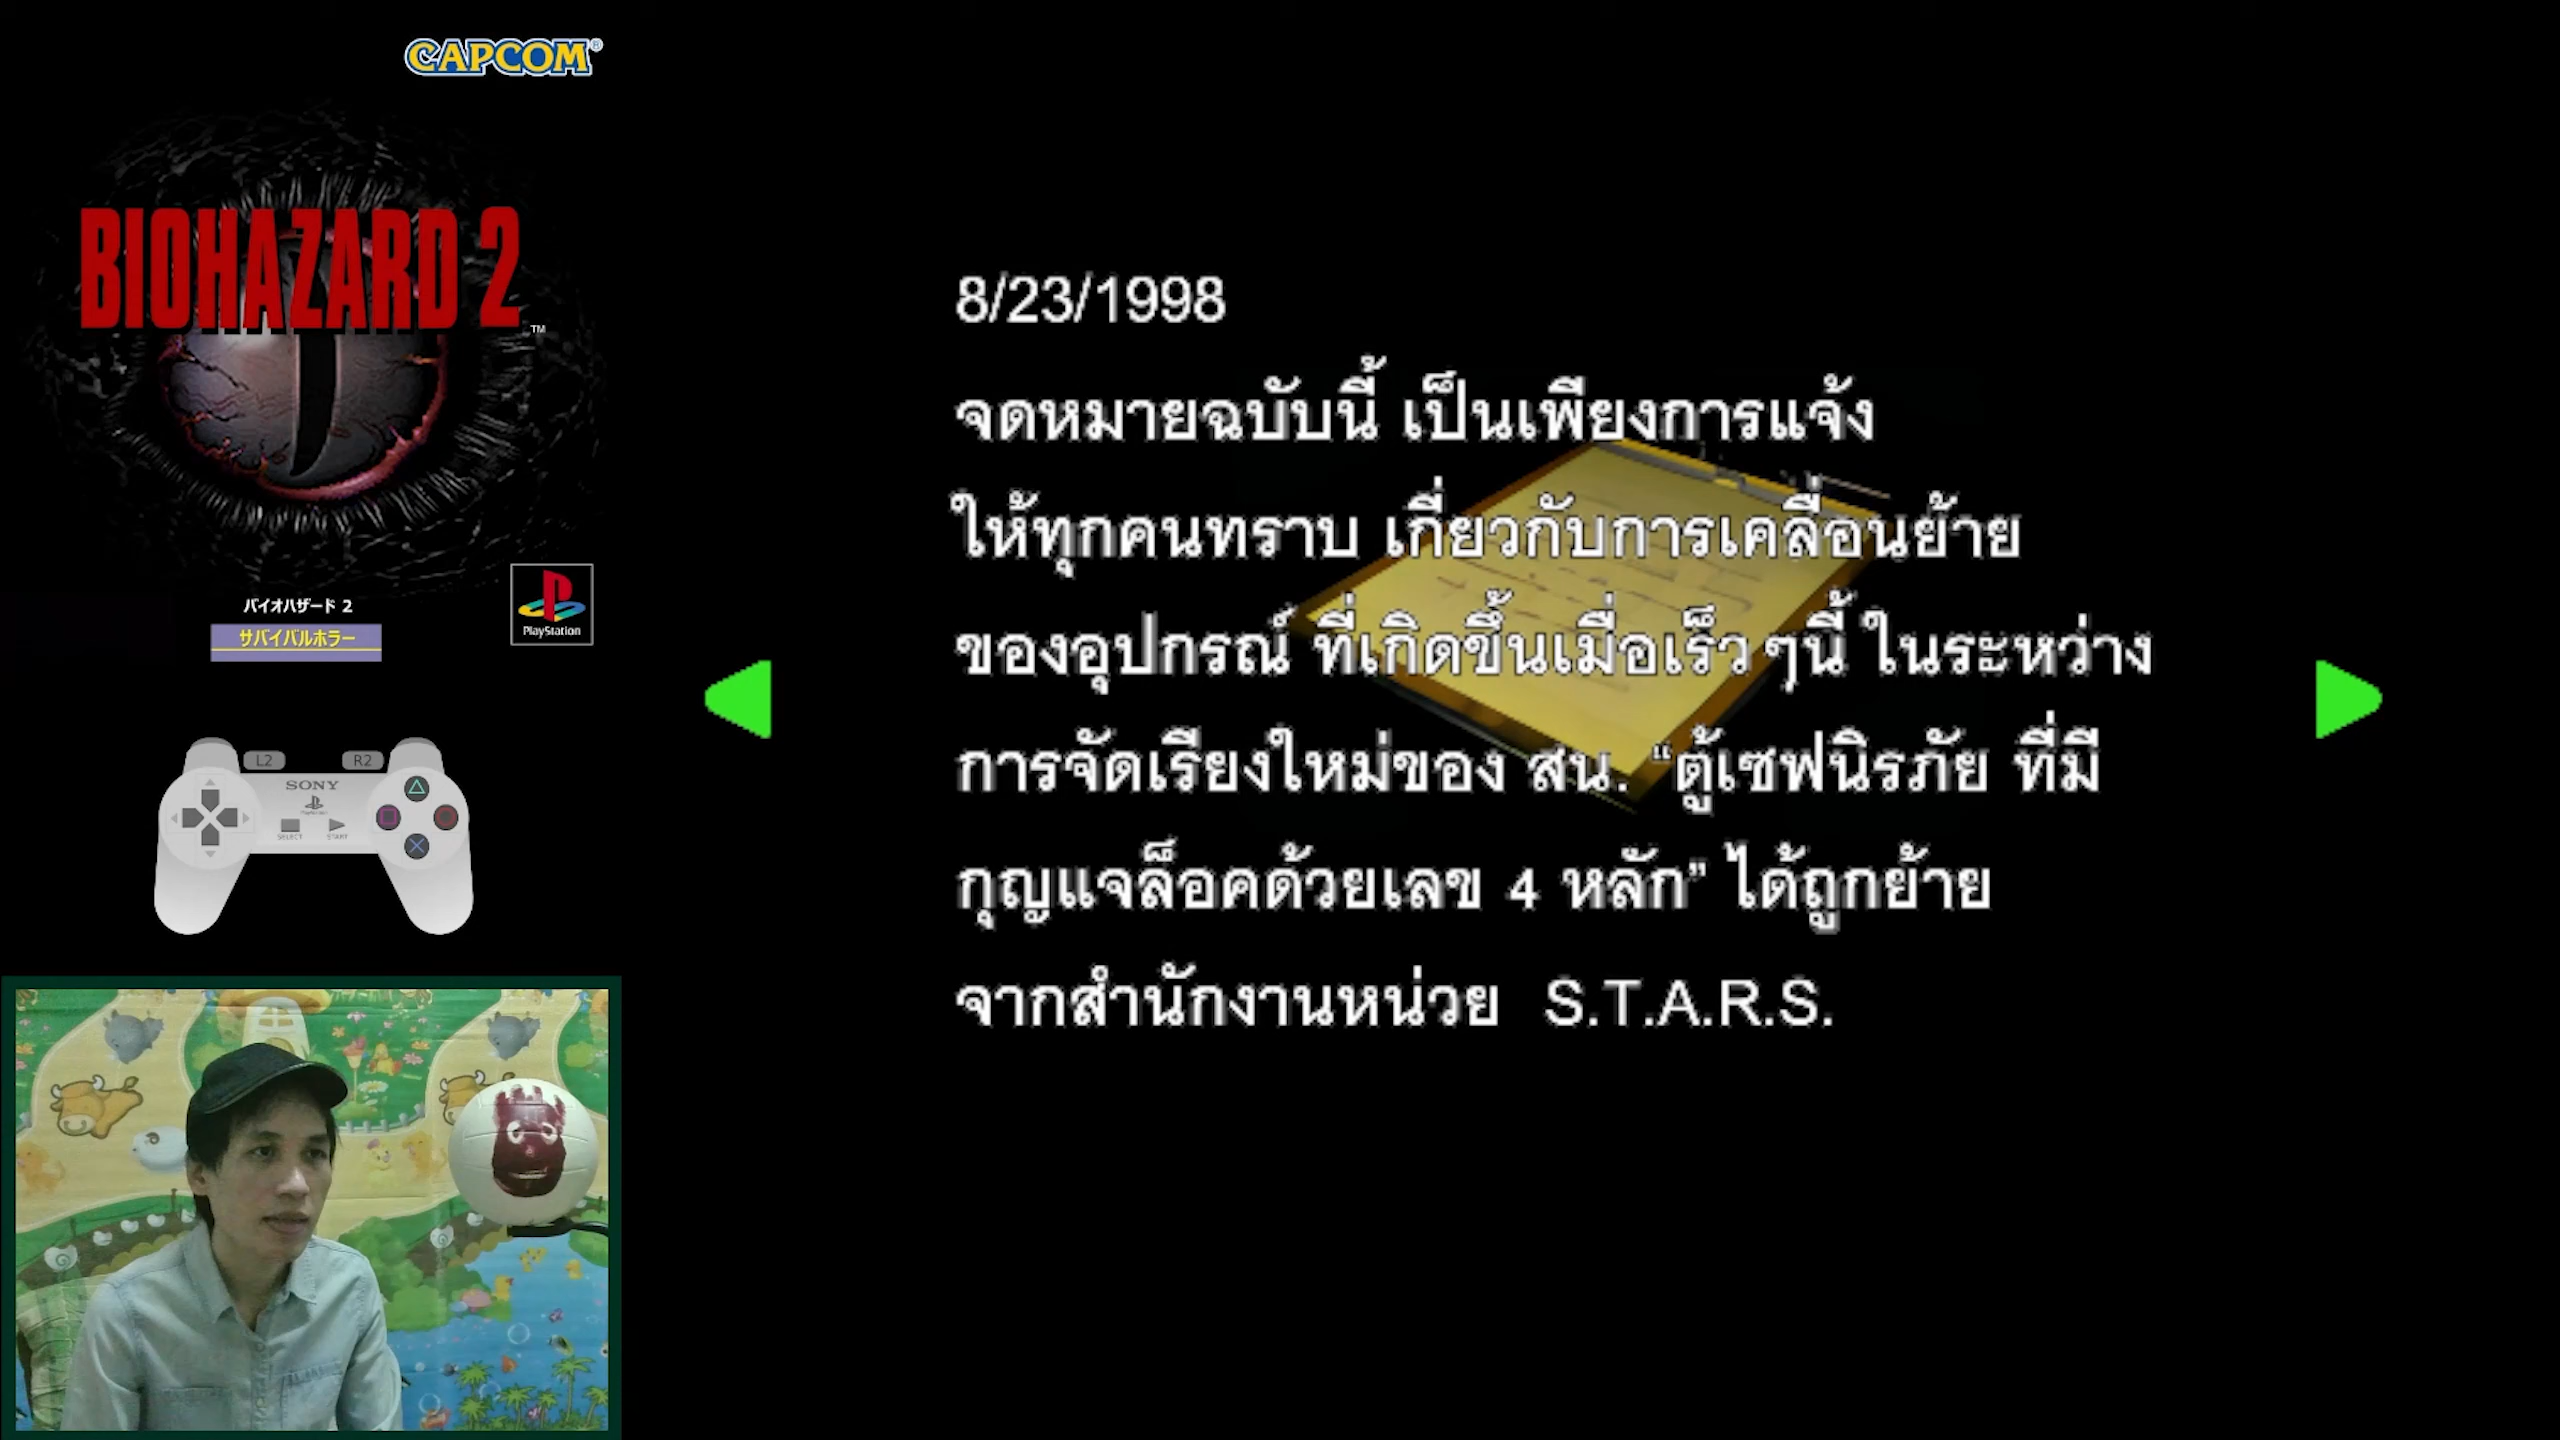 CAPCOM®
BIOHAZARD 2
TM
バイオハザード 2
サバイバルホラー
PlayStation
L2
R2
SONY
PlayStation
SELECT
START
8/23/1998
จดหมายฉบับนี้ เป็นเพียงการแจ้ง
ให้ทุกคนทราบ เกี่ยวกับการเคลื่อนย้าย
ของอุปกรณ์ ที่เกิดขึ้นเมื่อเร็วๆนี้ ในระหว่าง
การจัดเรียงใหม่ของ สน. “ตู้เซฟนิรภัย ที่มี
กุญแจล็อคด้วยเลข 4 หลัก” ได้ถูกย้าย
จากสำนักงานหน่วย S.T.A.R.S.